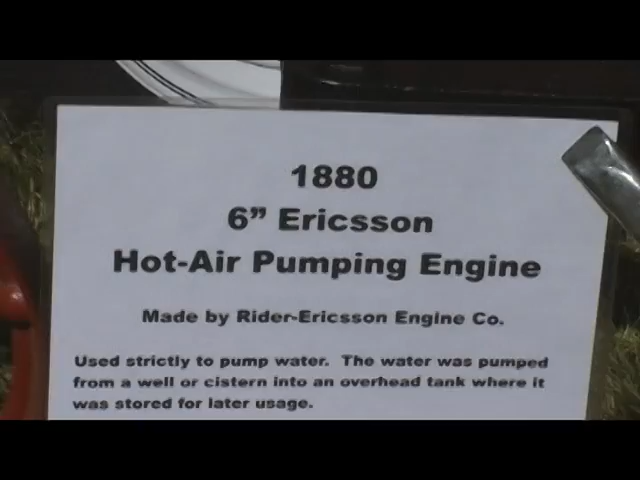 1880
6” Ericsson
Hot-Air Pumping Engine
Made by Rider-Ericsson Engine Co.
Used strictly to pump water. The water was pumped
from a well or cistern into an overhead tank where it
was stored for later usage.